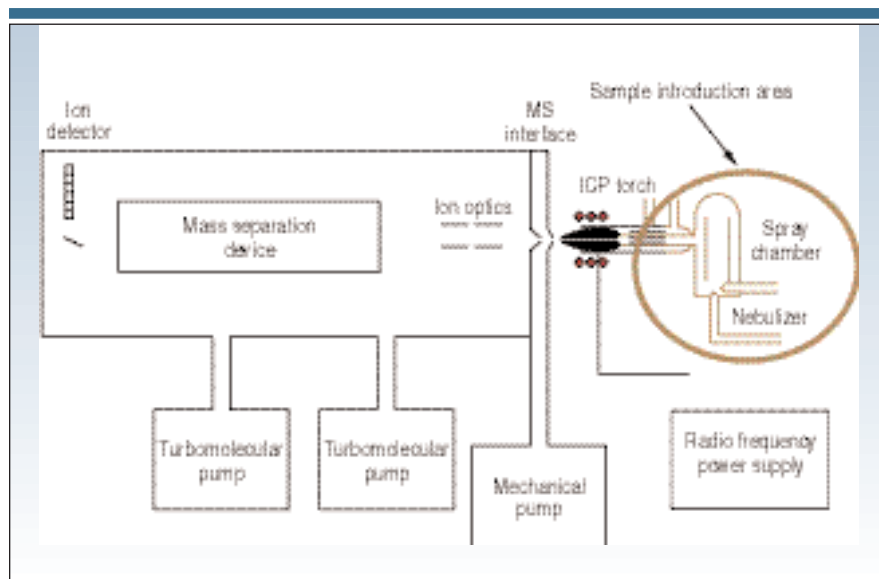 Sample introduction area
Ion
detector
MS
interface
ICP torch
Ion optics
Mass separation
device
Spray
chamber
Nebulizer
Turbomolecular
pump
Turbomolecular
pump
Mechanical
pump
Radio frequency
power supply